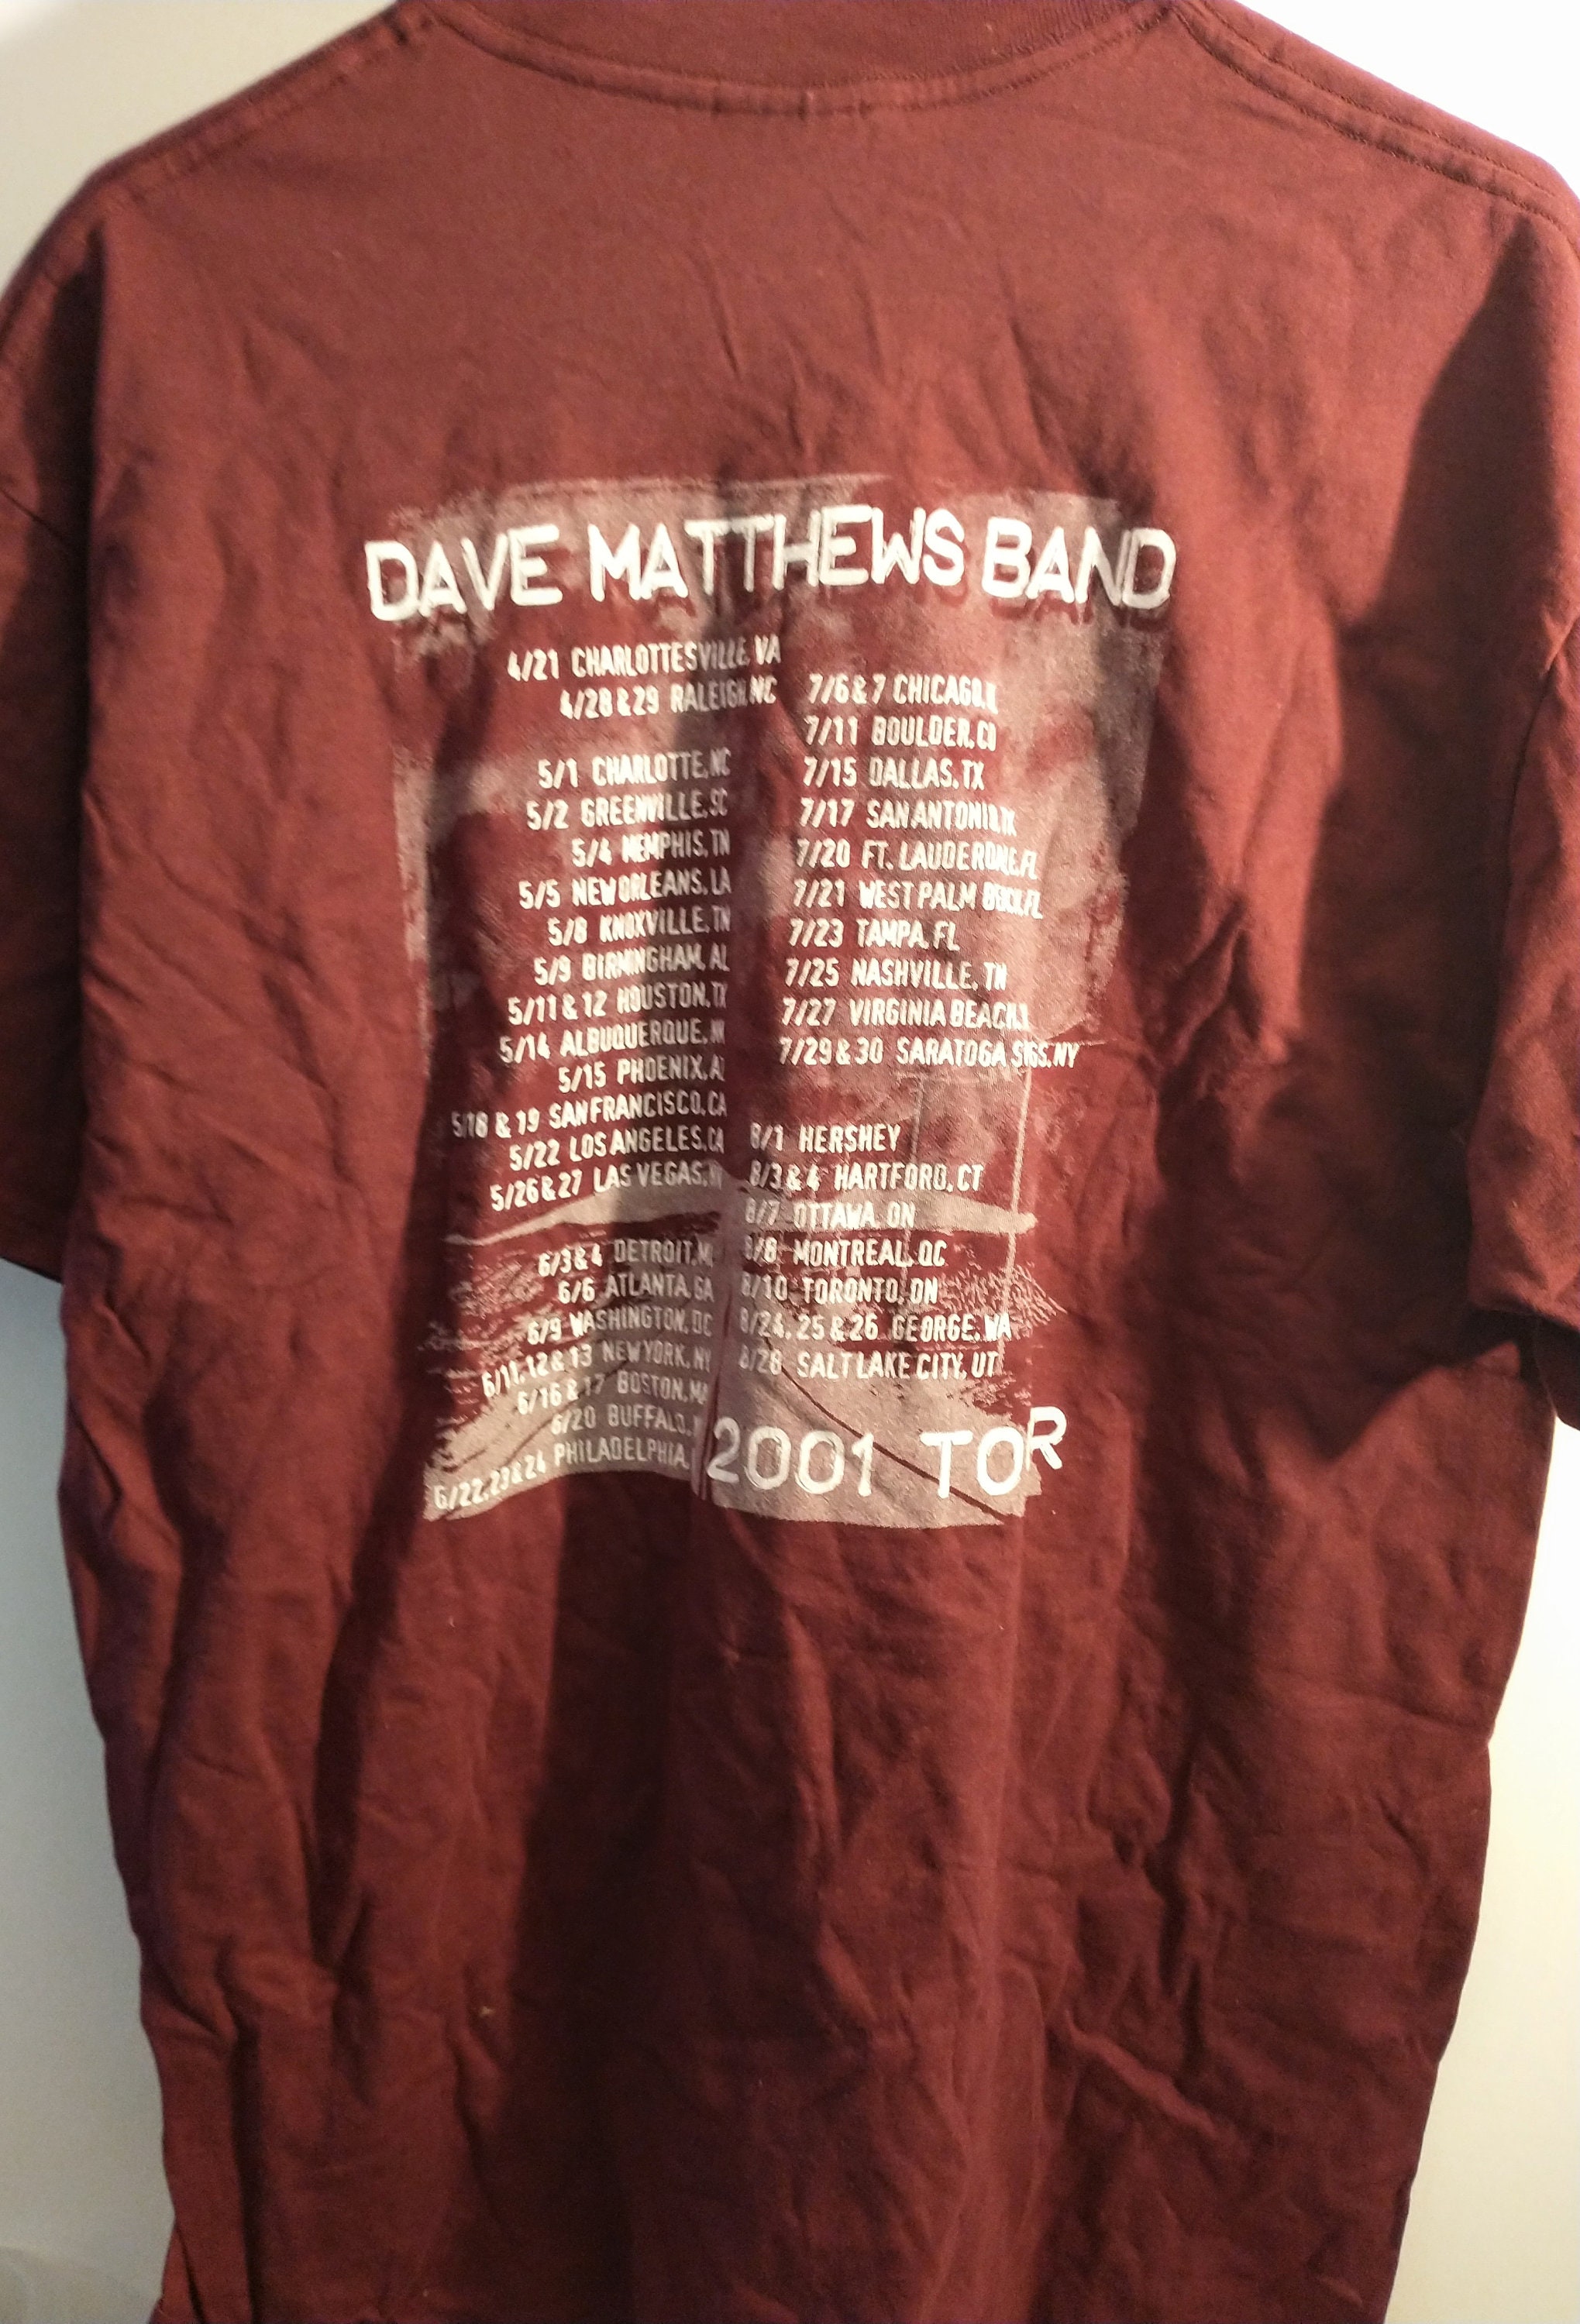 DAVE MATTHEWS BAND
4/21 CHARLOTTESVILLE, VA
4/28 & 29 RALEIGH, NC
5/1 CHARLOTTE, NC
5/2 GREENVILLE, SC
5/4 MEMPHIS, TN
5/5 NEW ORLEANS, LA
5/8 KNOXVILLE, TN
5/9 BIRMINGHAM, AL
5/11 & 12 HOUSTON, TX
5/14 ALBUQUERQUE,
5/15 PHOENIX,
5/18 & 19 SAN FRANCISCO, CA
5/22 LOS ANGELES, CA
5/26 & 27 LAS VEGAS,
6/3 & 4 DETROIT,
6/6 ATLANTA, GA
6/9 WASHINGTON, DC
6/11, 12 & 13 NEW YORK, NY
6/16 & 17 BOSTON,
6/20 BUFFALO,
6/22, 23 & 24 PHILADELPHIA,
7/6 & 7 CHICAGO,
7/11 BOULDER, CO
7/15 DALLAS, TX
7/17 SAN ANTONIO,
7/20 FT. LAUDERDALE, FL
7/21 WEST PALM BEACH, FL
7/23 TAMPA, FL
7/25 NASHVILLE, TN
7/27 VIRGINIA BEACH,
7/29 & 30 SARATOGA SPGS, NY
8/1 HERSHEY
8/3 & 4 HARTFORD, CT
8/7 OTTAWA, ON
8/8 MONTREAL, QC
8/10 TORONTO, ON
8/24, 25 & 26 GEORGE, WA
8/28 SALT LAKE CITY, UT
2001 TO R